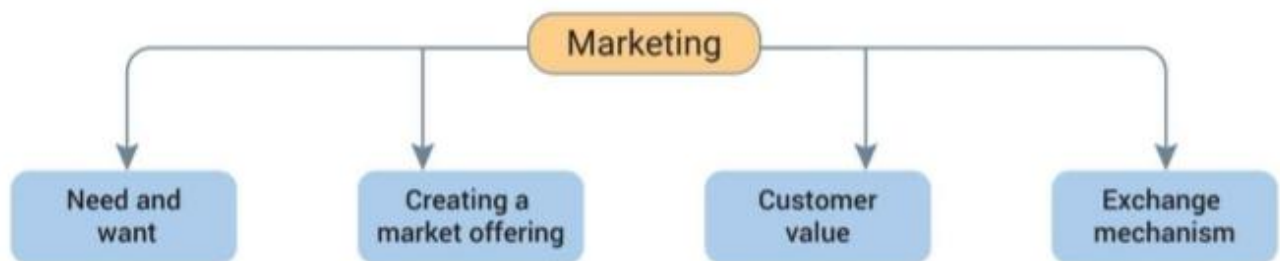 Marketing
Need and
want
Creating a
market offering
Customer
value
Exchange
mechanism